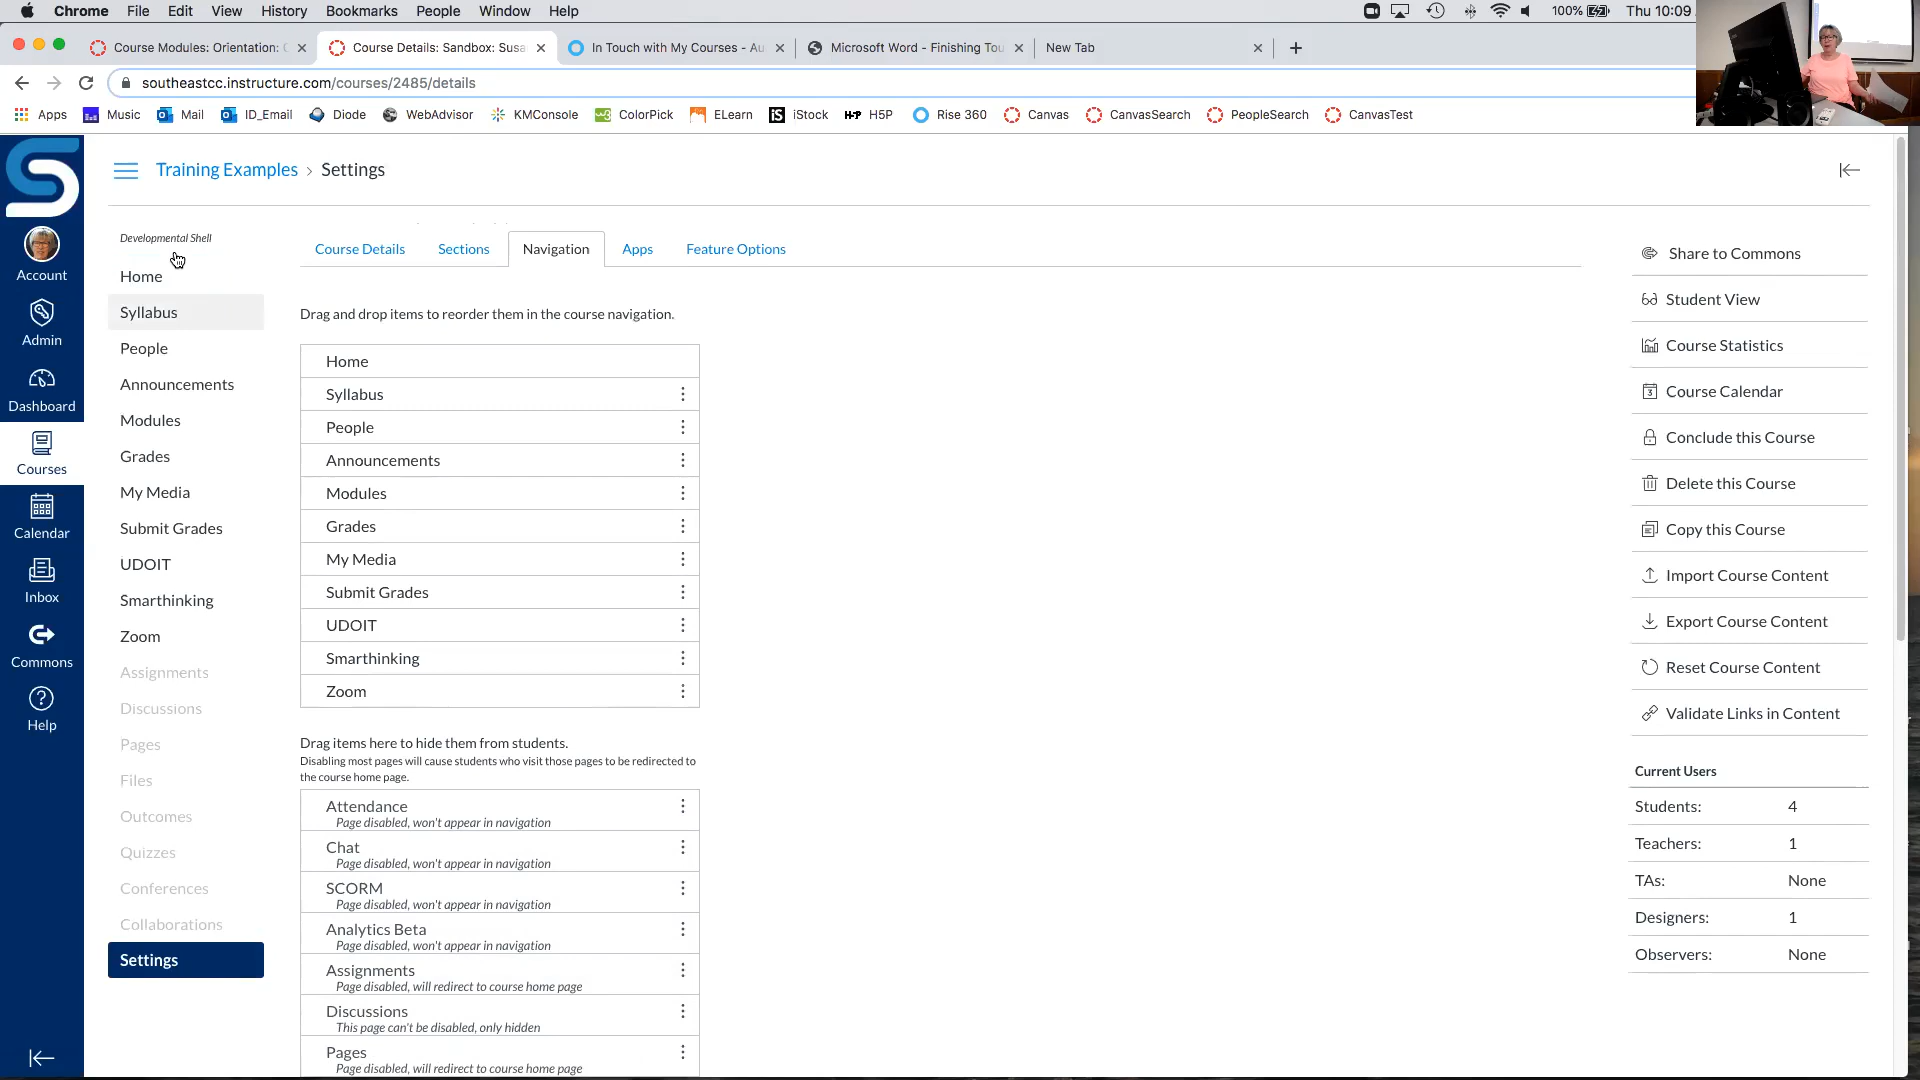 Chrome File Edit View History Bookmarks People Window Help 100% Thu 10:09
Course Modules: Orientation: Course Details: Sandbox: Susa In Touch with My Courses - Au Microsoft Word - Finishing Tou New Tab
southeastcc.instructure.com/courses/2485/details
Apps Music Mail ID_Email Diode WebAdvisor KMConsole ColorPick ELearn iStock H5P Rise 360 Canvas CanvasSearch PeopleSearch CanvasTest
Training Examples › Settings
Account
Admin
Dashboard
Courses
Calendar
Inbox
Commons
Help
Developmental Shell
Home
Syllabus
People
Announcements
Modules
Grades
My Media
Submit Grades
UDOIT
Smarthinking
Zoom
Assignments
Discussions
Pages
Files
Outcomes
Quizzes
Conferences
Collaborations
Settings
Course Details Sections Navigation Apps Feature Options
Drag and drop items to reorder them in the course navigation.
Home
Syllabus
People
Announcements
Modules
Grades
My Media
Submit Grades
UDOIT
Smarthinking
Zoom
Drag items here to hide them from students.
Disabling most pages will cause students who visit those pages to be redirected to
the course home page.
Attendance
Page disabled, won't appear in navigation
Chat
Page disabled, won't appear in navigation
SCORM
Page disabled, won't appear in navigation
Analytics Beta
Page disabled, won't appear in navigation
Assignments
Page disabled, will redirect to course home page
Discussions
This page can't be disabled, only hidden
Pages
Page disabled, will redirect to course home page
Share to Commons
Student View
Course Statistics
Course Calendar
Conclude this Course
Delete this Course
Copy this Course
Import Course Content
Export Course Content
Reset Course Content
Validate Links in Content
Current Users
Students: 4
Teachers: 1
TAs: None
Designers: 1
Observers: None